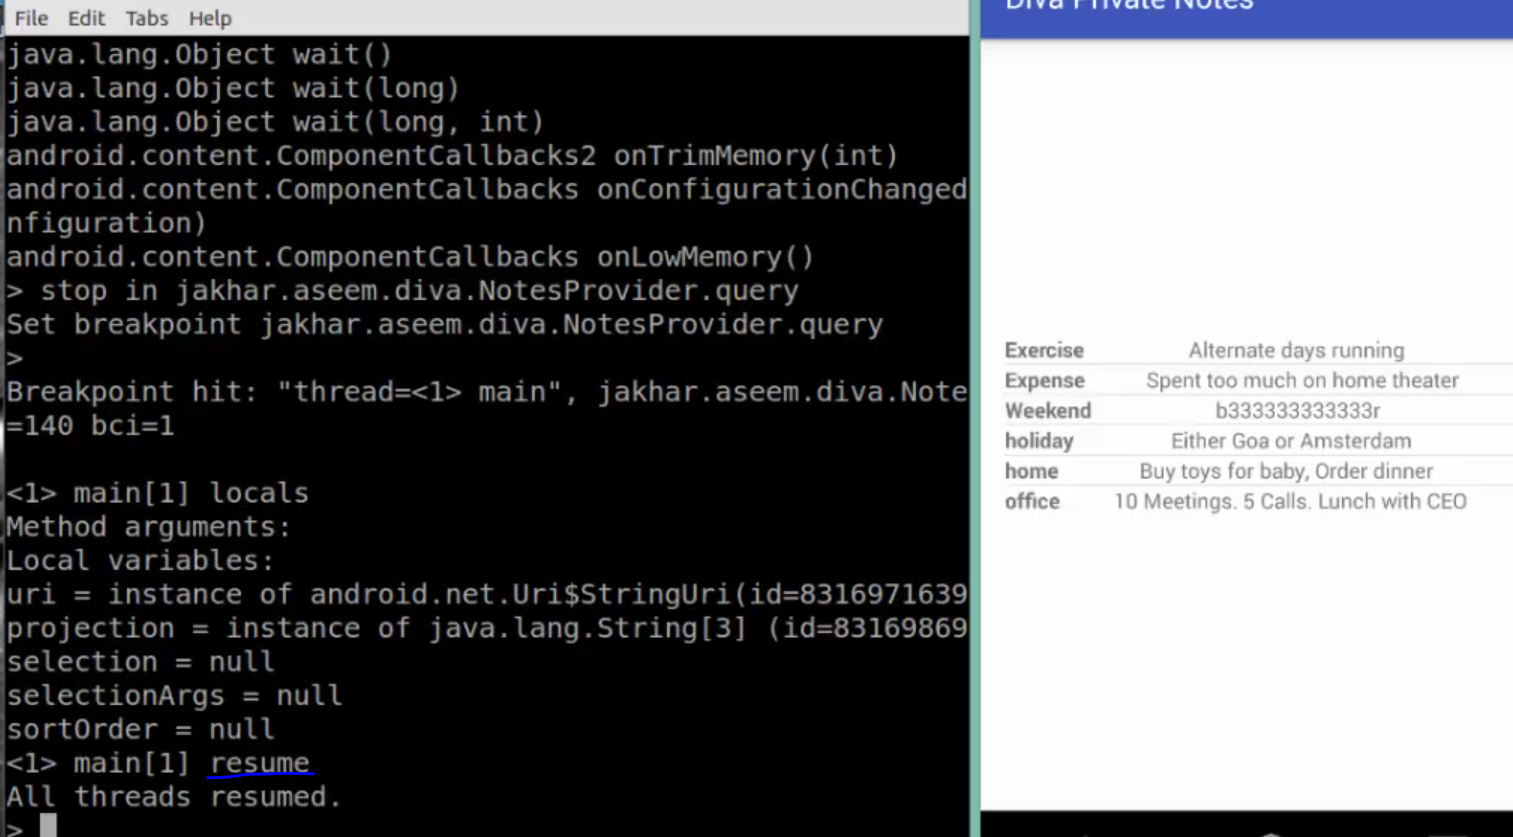 File Edit Tabs Help
java.lang.Object wait()
java.lang.Object wait(long)
java.lang.Object wait(long, int)
android.content.ComponentCallbacks2 onTrimMemory(int)
android.content.ComponentCallbacks onConfigurationChanged
nfiguration)
android.content.ComponentCallbacks onLowMemory()
> stop in jakhar.aseem.diva.NotesProvider.query
Set breakpoint jakhar.aseem.diva.NotesProvider.query
>
Breakpoint hit: "thread=<1> main", jakhar.aseem.diva.Note
=140 bci=1
<1> main[1] locals
Method arguments:
Local variables:
uri = instance of android.net.Uri$StringUri(id=8316971639
projection = instance of java.lang.String[3] (id=83169869
selection = null
selectionArgs = null
sortOrder = null
<1> main[1] resume
All threads resumed.
>
Diva Private Notes
Exercise Alternate days running
Expense Spent too much on home theater
Weekend b333333333333r
holiday Either Goa or Amsterdam
home Buy toys for baby, Order dinner
office 10 Meetings. 5 Calls. Lunch with CEO